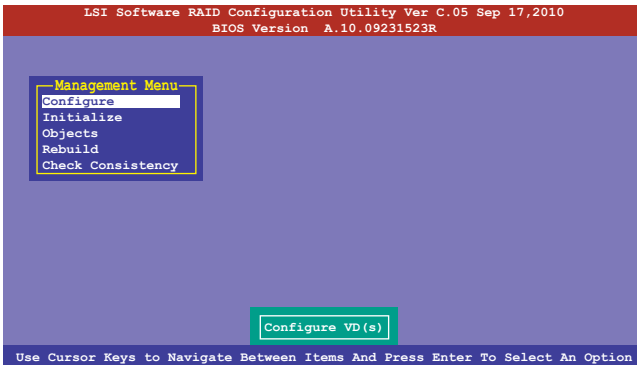 LSI Software RAID Configuration Utility Ver C.05 Sep 17,2010
BIOS Version A.10.09231523R
Management Menu
Configure
Initialize
Objects
Rebuild
Check Consistency
Configure VD(s)
Use Cursor Keys to Navigate Between Items And Press Enter To Select An Option